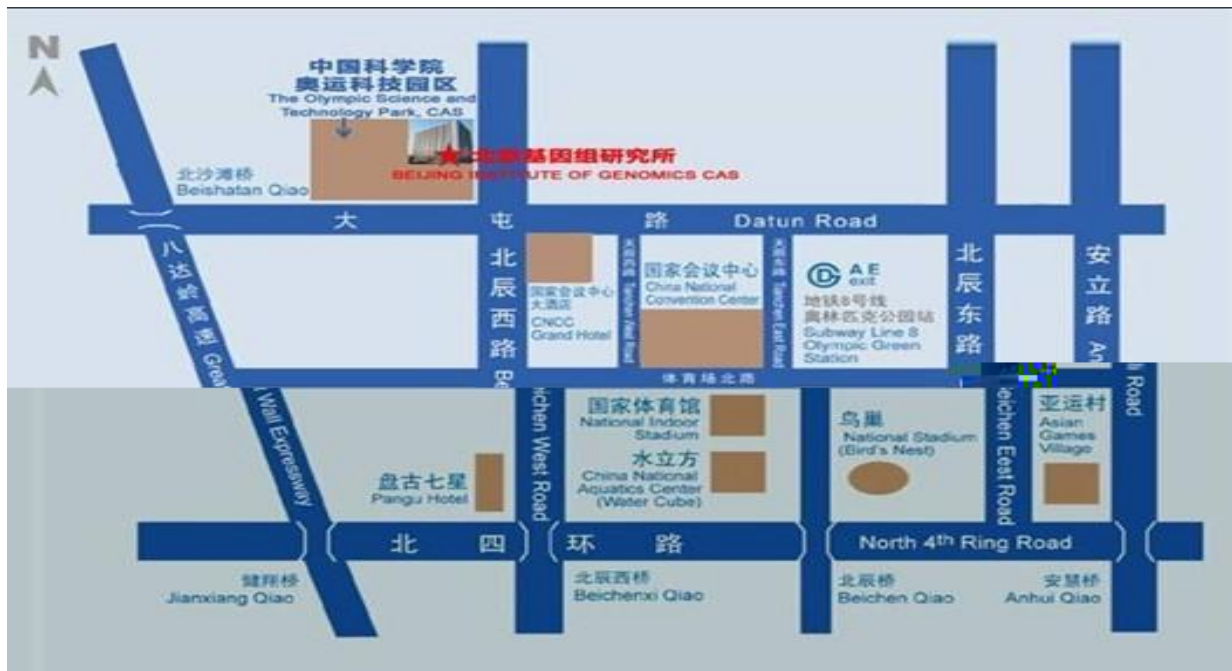 N
中国科学院
奥运科技园区
The Olympic Science and
Technology Park, CAS
北京基因组研究所
BEIJING INSTITUTE OF GENOMICS CAS
北沙滩桥
Beishatan Qiao
大屯路 Datun Road
八达岭高速 Great Wall Expressway
北辰西路 Beichen West Road
国家会议中心
大酒店
CNCC
Grand Hotel
天辰西路 Tianchen West Road
国家会议中心
China National
Convention Center
天辰东路 Tianchen East Road
A E
exit
地铁8号线
奥林匹克公园站
Subway Line 8
Olympic Green
Station
北辰东路
Beichen Eest Road
安立路
li Road
体育场北路
国家体育馆
National Indoor
Stadium
水立方
China National
Aquatics Center
(Water Cube)
盘古七星
Pangu Hotel
鸟巢
National Stadium
(Bird's Nest)
亚运村
Asian
Games
Village
北四环路 North 4th Ring Road
健翔桥
Jianxiang Qiao
北辰西桥
Beichenxi Qiao
北辰桥
Beichen Qiao
安慧桥
Anhui Qiao